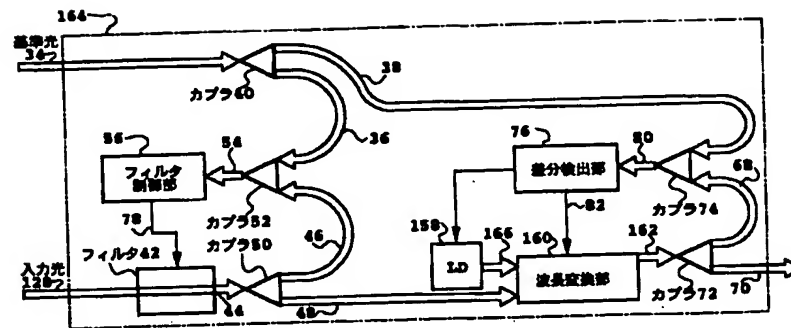 164
基準光
34
カプラ40
38
36
56
フィルタ
制御部
54
カプラ52
76
差分検出部
80
カプラ74
68
78
カプラ50
46
82
158
LD
166
160
波長変換部
162
カプラ72
70
フィルタ42
入力光
128
44
48